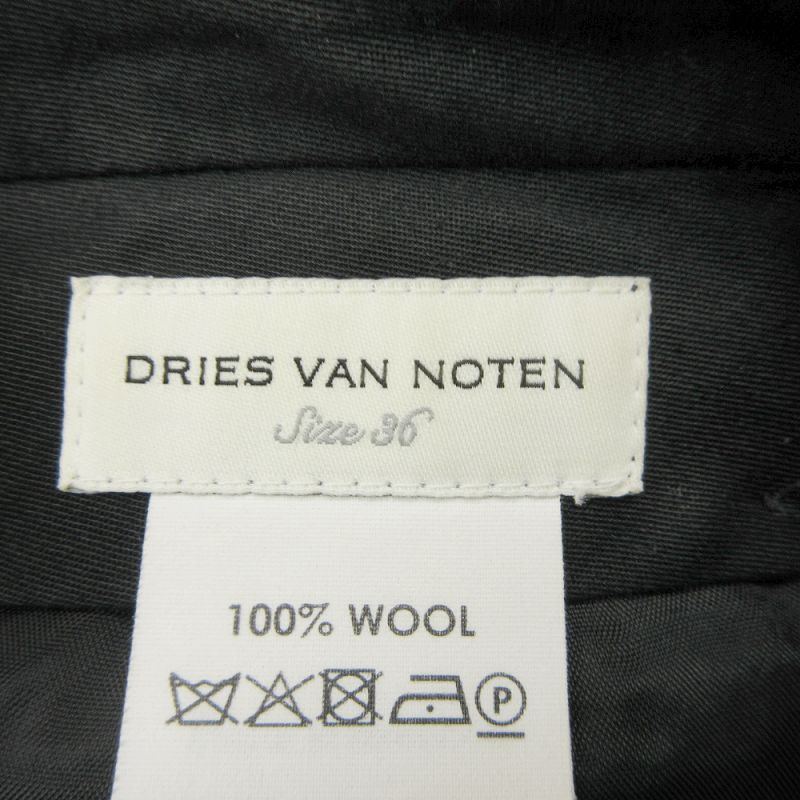 DRIES VAN NOTEN
Size 36
100% WOOL
P